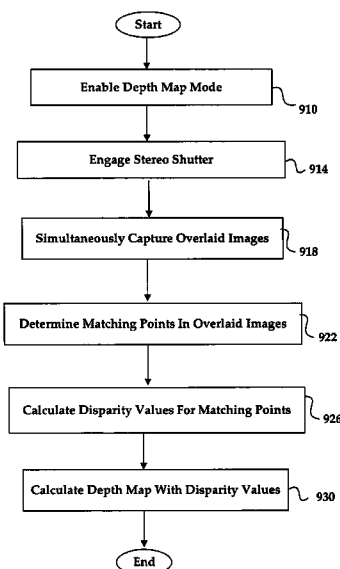 Start
Enable Depth Map Mode
910
Engage Stereo Shutter
914
Simultaneously Capture Overlaid Images
918
Determine Matching Points In Overlaid Images
922
Calculate Disparity Values For Matching Points
926
Calculate Depth Map With Disparity Values
930
End